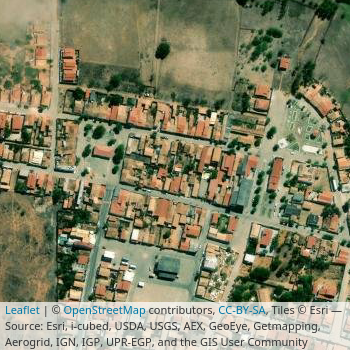 Leaflet | © OpenStreetMap contributors, CC-BY-SA, Tiles © Esri —
Source: Esri, i-cubed, USDA, USGS, AEX, GeoEye, Getmapping,
Aerogrid, IGN, IGP, UPR-EGP, and the GIS User Community